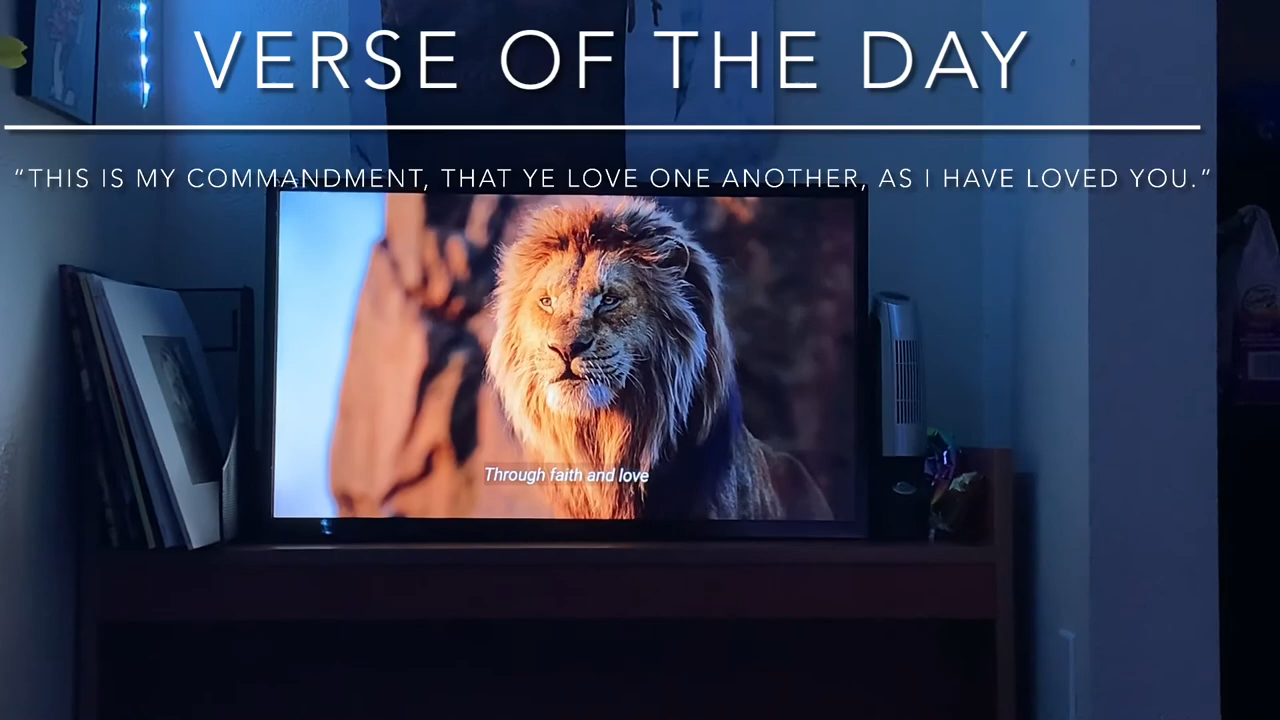 VERSE OF THE DAY
“THIS IS MY COMMANDMENT, THAT YE LOVE ONE ANOTHER, AS I HAVE LOVED YOU.”
Through faith and love